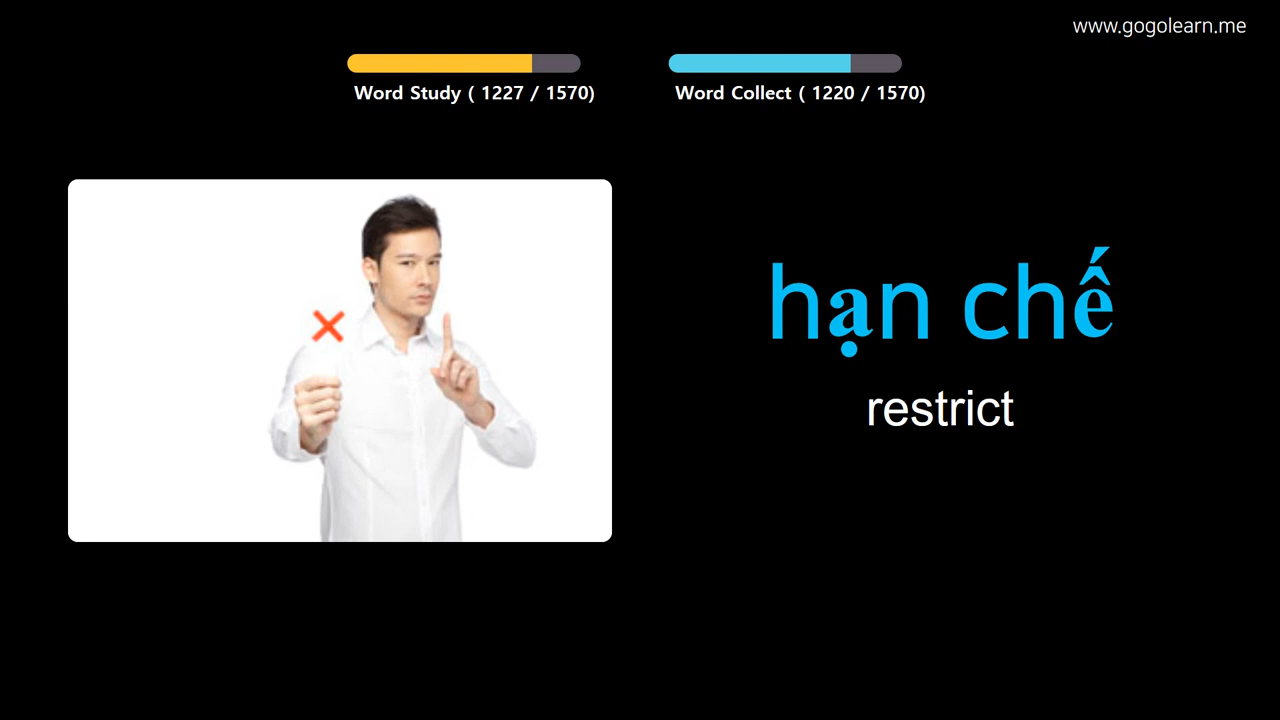 www.gogolearn.me
Word Study ( 1227 / 1570)
Word Collect ( 1220 / 1570)
hạn chế
restrict